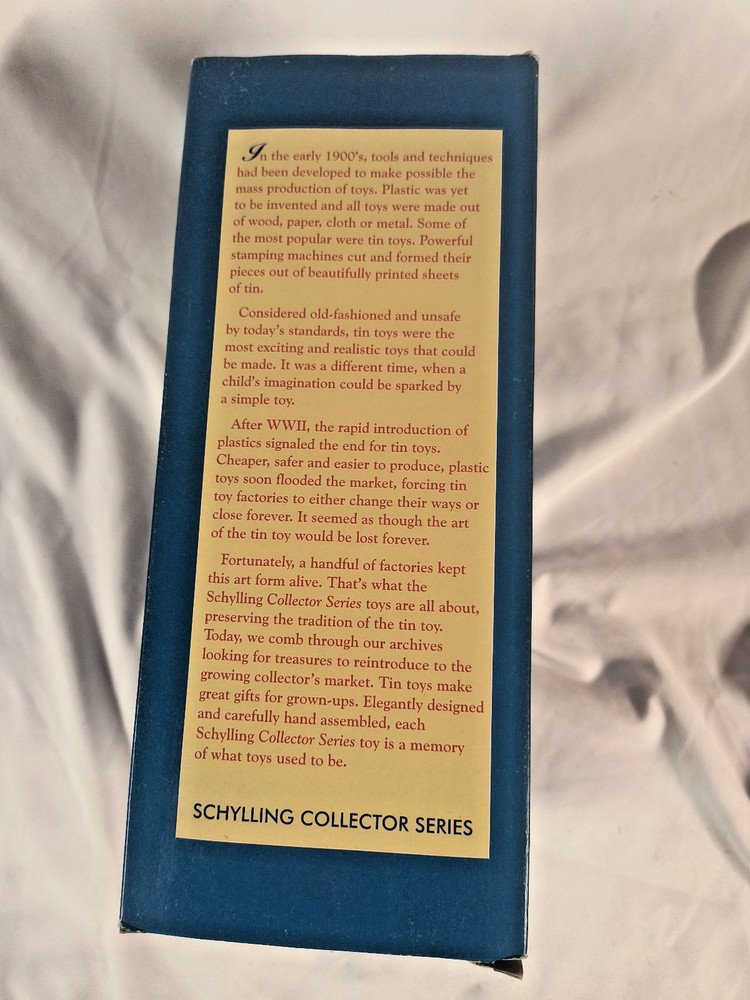 In the early 1900's, tools and techniques
had been developed to make possible the
mass production of toys. Plastic was yet
to be invented and all toys were made out
of wood, paper, cloth or metal. Some of
the most popular were tin toys. Powerful
stamping machines cut and formed their
pieces out of beautifully printed sheets
of tin.
Considered old-fashioned and unsafe
by today's standards, tin toys were the
most exciting and realistic toys that could
be made. It was a different time, when a
child's imagination could be sparked by
a simple toy.
After WWII, the rapid introduction of
plastics signaled the end for tin toys.
Cheaper, safer and easier to produce, plastic
toys soon flooded the market, forcing tin
toy factories to either change their ways or
close forever. It seemed as though the art
of the tin toy would be lost forever.
Fortunately, a handful of factories kept
this art form alive. That's what the
Schylling Collector Series toys are all about,
preserving the tradition of the tin toy.
Today, we comb through our archives
looking for treasures to reintroduce to the
growing collector's market. Tin toys make
great gifts for grown-ups. Elegantly designed
and carefully hand assembled, each
Schylling Collector Series toy is a memory
of what toys used to be.
SCHYLLING COLLECTOR SERIES